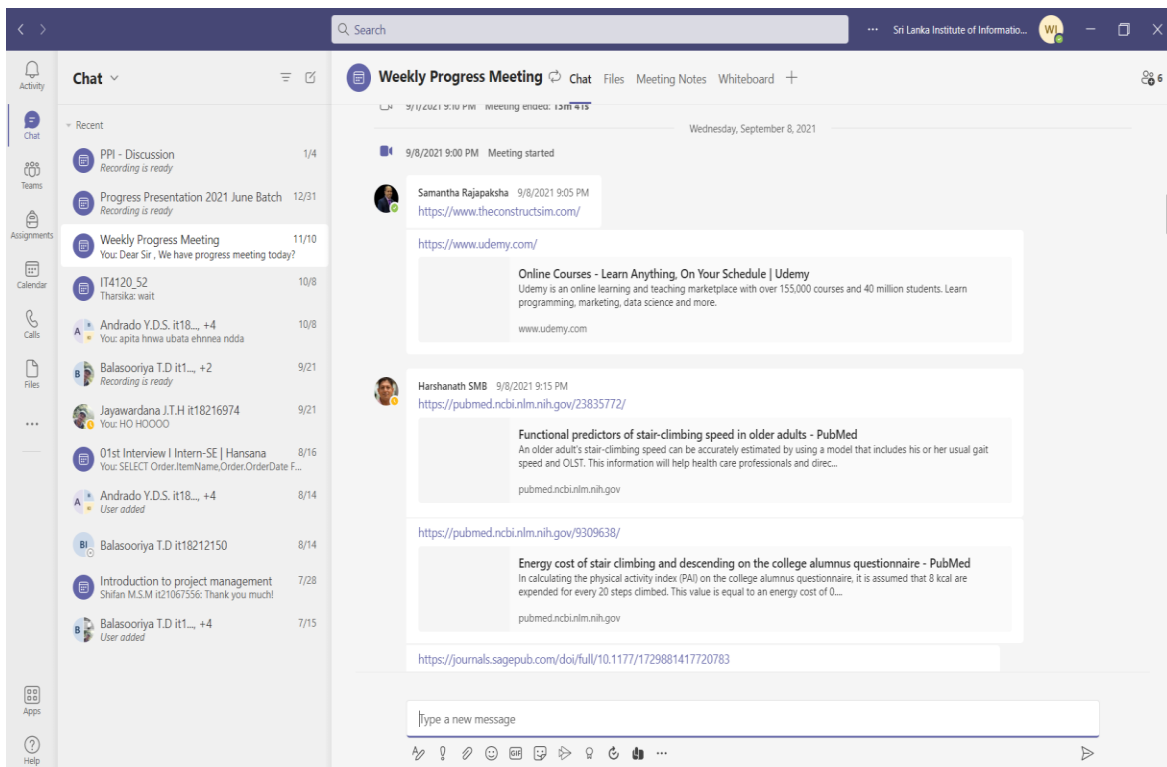 Search
Sri Lanka Institute of Informatio...
WI
Activity
Chat
Teams
Assignments
Calendar
Calls
Files
Apps
Help
Chat
Recent
PPI - Discussion 1/4
Recording is ready
Progress Presentation 2021 June Batch 12/31
Recording is ready
Weekly Progress Meeting 11/10
You: Dear Sir , We have progress meeting today?
IT4120_52 10/8
Tharsika: wait
A Andrado Y.D.S. it18..., +4 10/8
You: apita hnwa ubata ehnnea ndda
B Balasooriya T.D it1..., +2 9/21
Recording is ready
Jayawardana J.T.H it18216974 9/21
You: HO HOOOO
01st Interview I Intern-SE | Hansana 8/16
You: SELECT Order.ItemName,Order.OrderDate F...
A Andrado Y.D.S. it18..., +4 8/14
User added
BI Balasooriya T.D it18212150 8/14
Introduction to project management 7/28
Shifan M.S.M it21067556: Thank you much!
B Balasooriya T.D it1..., +4 7/15
User added
Weekly Progress Meeting Chat Files Meeting Notes Whiteboard 6
9/1/2021 9:10 PM Meeting ended: 13m 41s
Wednesday, September 8, 2021
9/8/2021 9:00 PM Meeting started
Samantha Rajapaksha 9/8/2021 9:05 PM
https://www.theconstructsim.com/
https://www.udemy.com/
Online Courses - Learn Anything, On Your Schedule | Udemy
Udemy is an online learning and teaching marketplace with over 155,000 courses and 40 million students. Learn
programming, marketing, data science and more.
www.udemy.com
Harshanath SMB 9/8/2021 9:15 PM
https://pubmed.ncbi.nlm.nih.gov/23835772/
Functional predictors of stair-climbing speed in older adults - PubMed
An older adult's stair-climbing speed can be accurately estimated by using a model that includes his or her usual gait
speed and OLST. This information will help health care professionals and direc...
pubmed.ncbi.nlm.nih.gov
https://pubmed.ncbi.nlm.nih.gov/9309638/
Energy cost of stair climbing and descending on the college alumnus questionnaire - PubMed
In calculating the physical activity index (PAI) on the college alumnus questionnaire, it is assumed that 8 kcal are
expended for every 20 steps climbed. This value is equal to an energy cost of 0....
pubmed.ncbi.nlm.nih.gov
https://journals.sagepub.com/doi/full/10.1177/1729881417720783
Type a new message
GIF